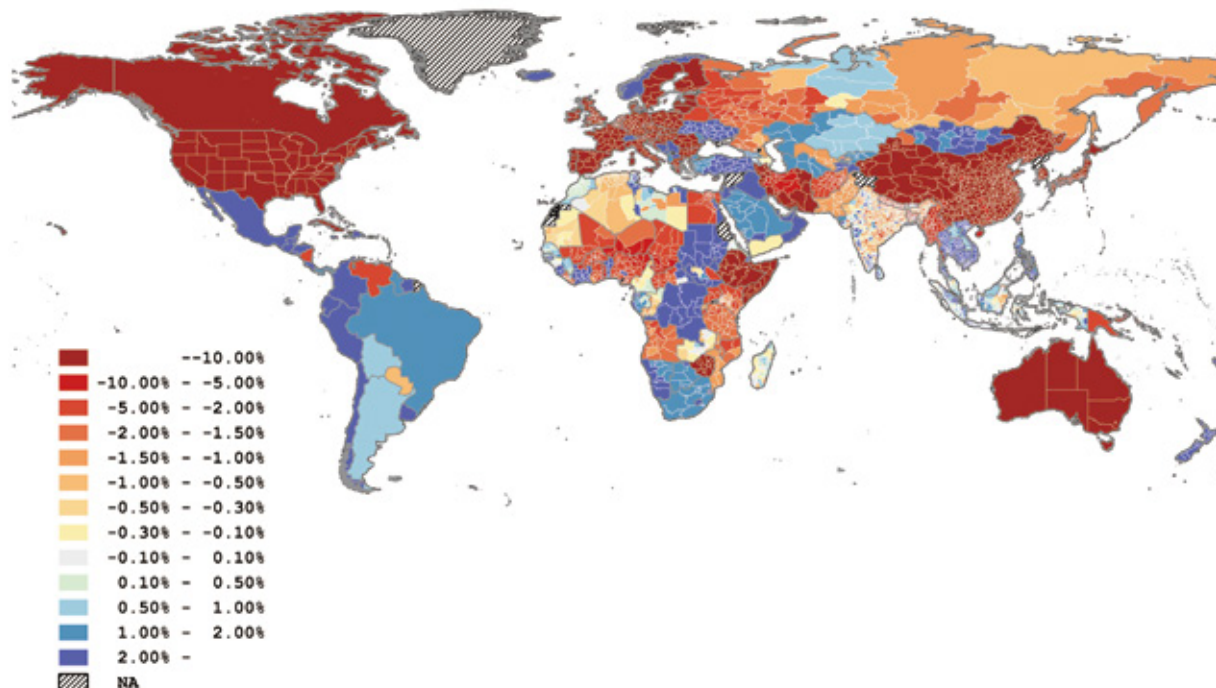 --10.00%
-10.00% - -5.00%
-5.00% - -2.00%
-2.00% - -1.50%
-1.50% - -1.00%
-1.00% - -0.50%
-0.50% - -0.30%
-0.30% - -0.10%
-0.10% - 0.10%
0.10% - 0.50%
0.50% - 1.00%
1.00% - 2.00%
2.00% -
NA